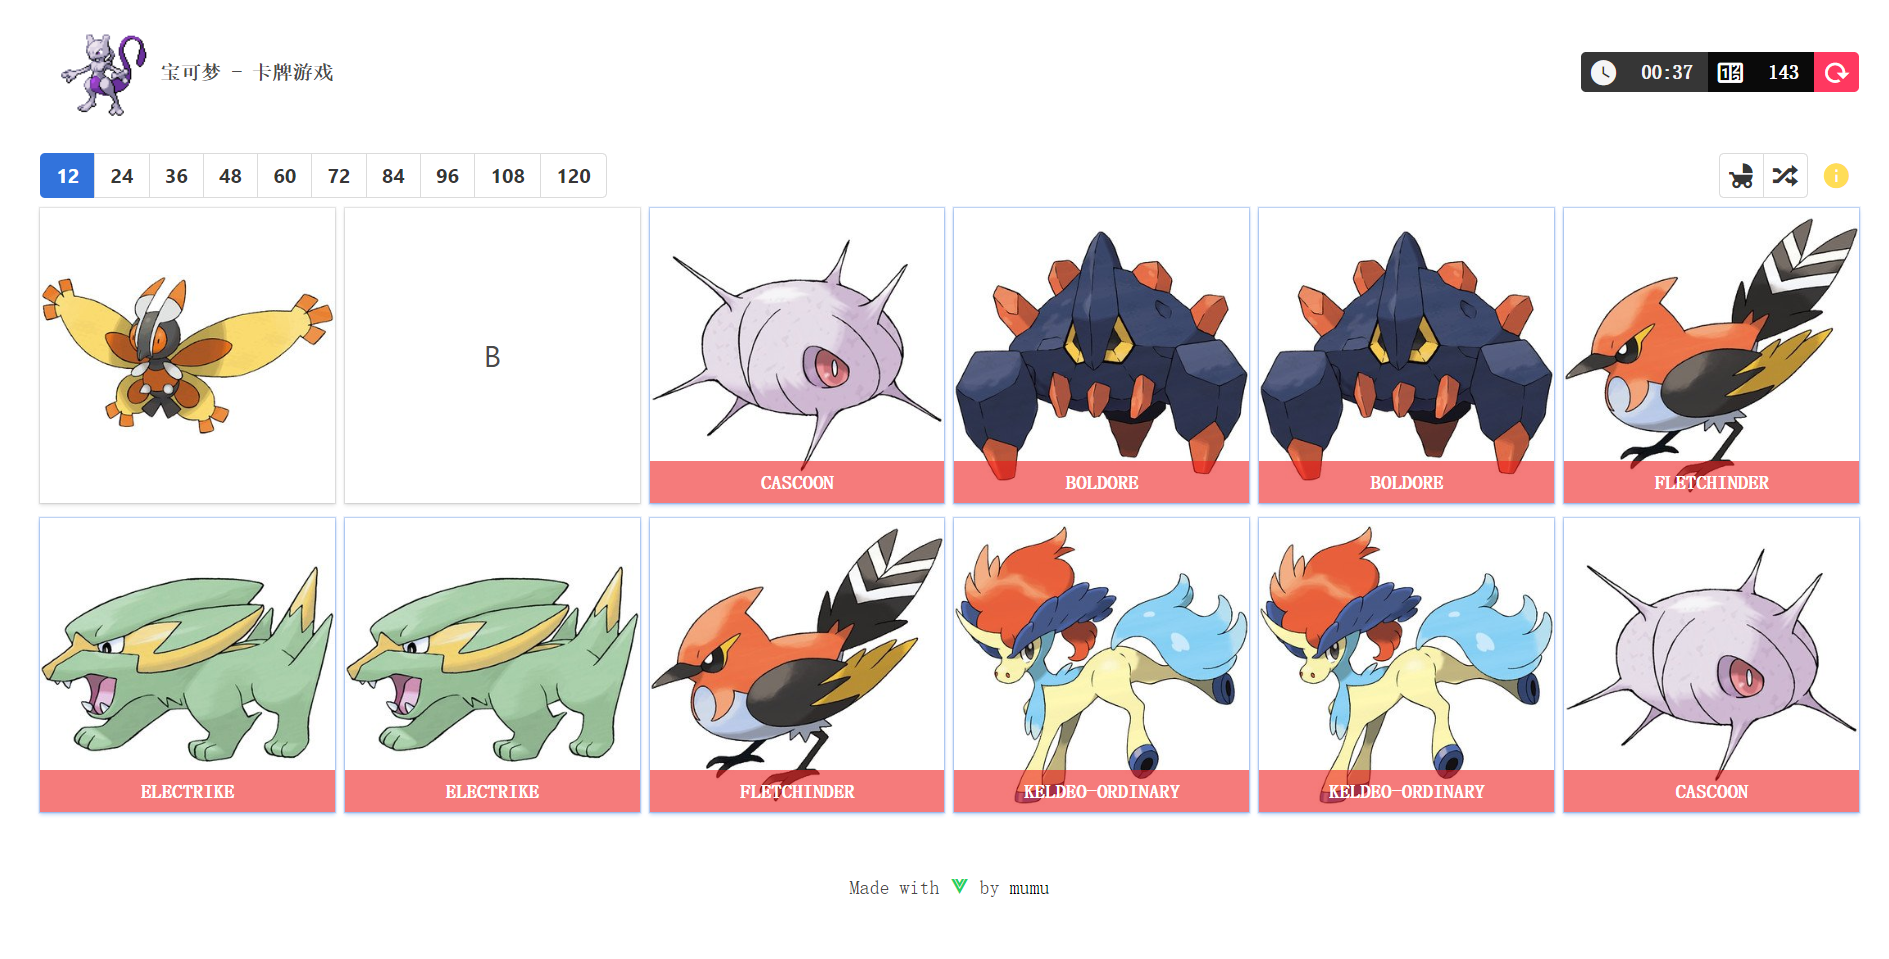 宝可梦 - 卡牌游戏
00:37 143
12 24 36 48 60 72 84 96 108 120
B
CASCOON BOLDORE BOLDORE FLETCHINDER
ELECTRIKE ELECTRIKE FLETCHINDER KELDEO-ORDINARY KELDEO-ORDINARY CASCOON
Made with by mumu